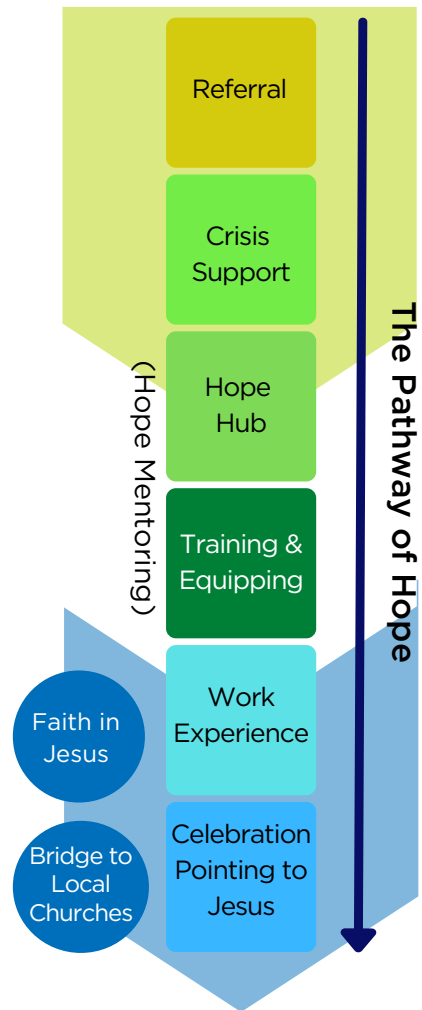 Referral
Crisis
Support
Hope
Hub
(Hope Mentoring)
The Pathway of Hope
Training &
Equipping
Work
Experience
Faith in
Jesus
Celebration
Pointing to
Jesus
Bridge to
Local
Churches